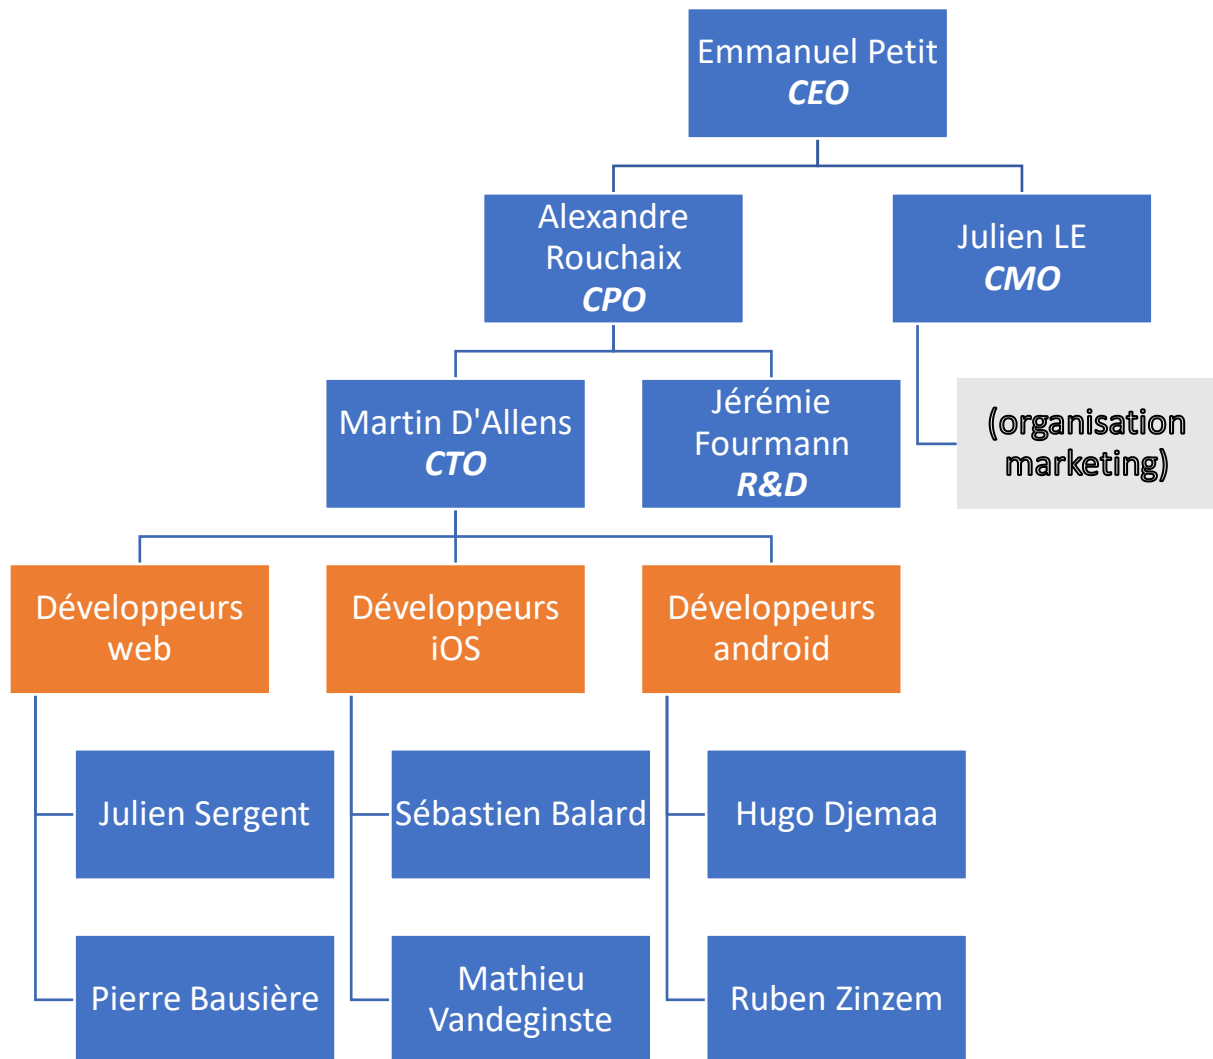 Emmanuel Petit
CEO
Alexandre
Rouchaix
CPO
Julien LE
CMO
Martin D'Allens
CTO
Jérémie
Fourmann
R&D
(organisation
marketing)
Développeurs
web
Développeurs
iOS
Développeurs
android
Julien Sergent
Sébastien Balard
Hugo Djemaa
Pierre Bausière
Mathieu
Vandeginste
Ruben Zinzem